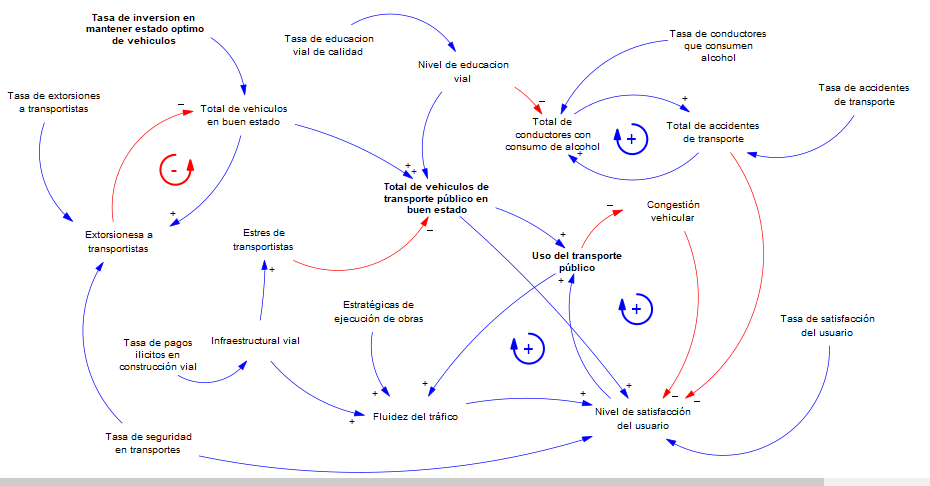 Tasa de inversion en
mantener estado optimo
de vehiculos
Tasa de educacion
vial de calidad
Nivel de educacion
vial
Tasa de conductores
que consumen
alcohol
Tasa de extorsiones
a transportistas
Total de vehiculos
en buen estado
Total de
conductores con
consumo de alcohol
Total de accidentes
de transporte
Tasa de accidentes
de transporte
Total de vehiculos de
transporte público en
buen estado
Congestión
vehicular
Extorsionesa a
transportistas
Estres de
transportistas
Uso del transporte
público
Estratégicas de
ejecución de obras
Tasa de satisfacción
del usuario
Tasa de pagos
ilicitos en
construcción vial
Infraestructural vial
Fluidez del tráfico
Nivel de satisfacción
del usuario
Tasa de seguridad
en transportes